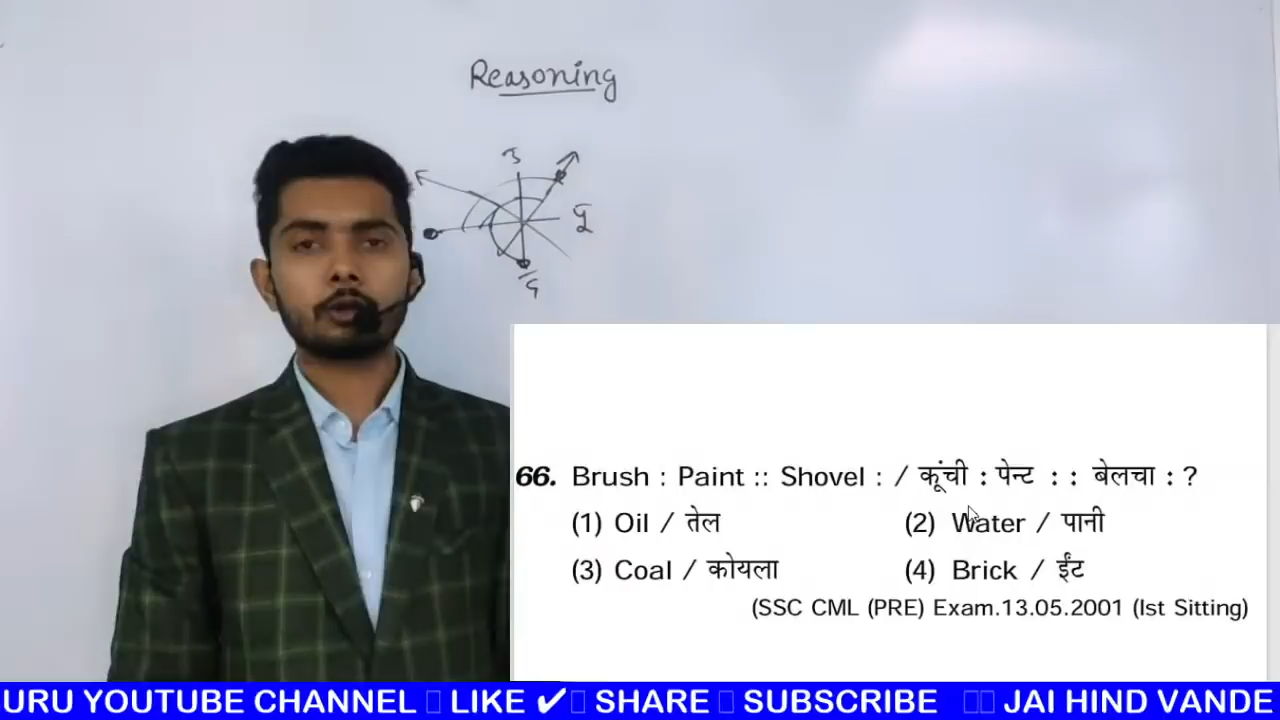 Reasoning
66. Brush : Paint :: Shovel : / कूंची : पेन्ट : : बेलचा : ?
(1) Oil / तेल
(2) Water / पानी
(3) Coal / कोयला
(4) Brick / ईंट
(SSC CML (PRE) Exam.13.05.2001 (Ist Sitting)
URU YOUTUBE CHANNEL LIKE ✔ SHARE SUBSCRIBE JAI HIND VANDE